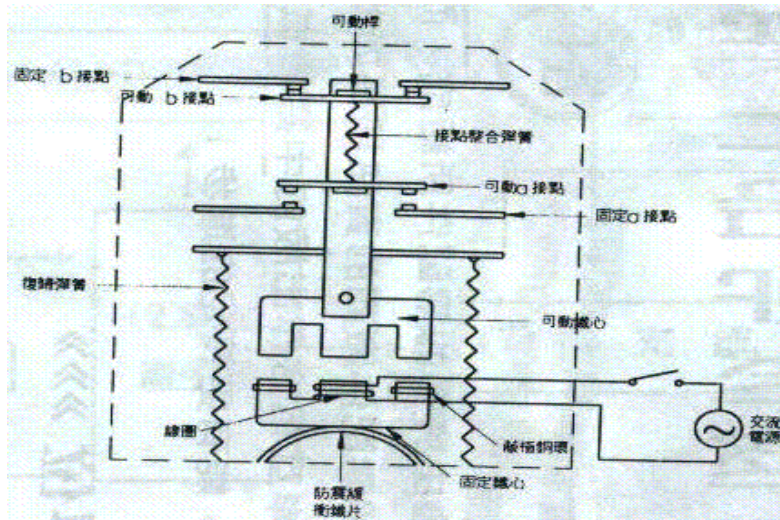 可動桿
固定 b 接點
可動 b 接點
接點整合彈簧
可動a接點
固定a接點
復歸彈簧
可動鐵心
線圈
蔽極銅環
固定鐵心
防震緩
衝鐵片
交流
電源